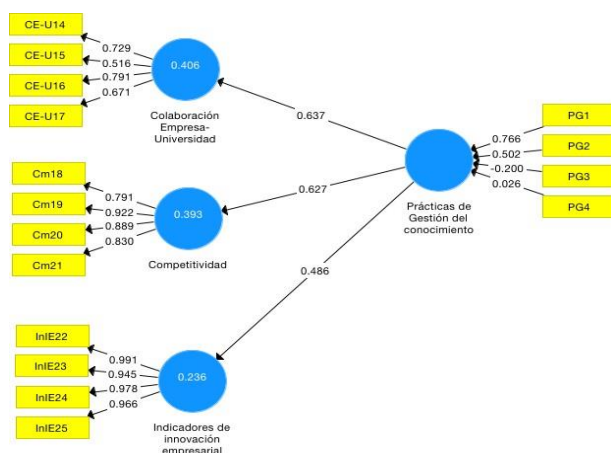 CE-U14
CE-U15
CE-U16
CE-U17
0.729
0.516
0.791
0.671
0.406
Colaboración
Empresa-
Universidad
0.637
Cm18
Cm19
Cm20
Cm21
0.791
0.922
0.889
0.830
0.393
Competitividad
0.627
InIE22
InIE23
InIE24
InIE25
0.991
0.945
0.978
0.966
0.236
Indicadores de
innovación
empresarial
0.486
Prácticas de
Gestión del
conocimiento
0.766
0.502
-0.200
0.026
PG1
PG2
PG3
PG4